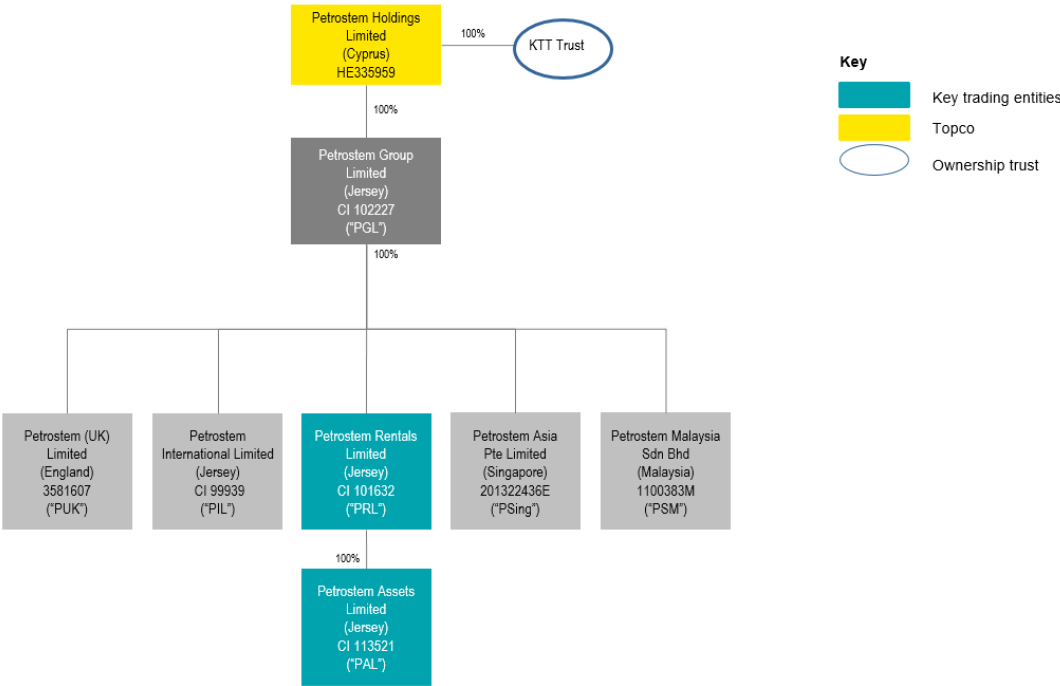 Petrostem Holdings
Limited
(Cyprus)
HE335959
100%
KTT Trust
Key
Key trading entities
Topco
Ownership trust
100%
Petrostem Group
Limited
(Jersey)
CI 102227
("PGL")
100%
Petrostem (UK)
Limited
(England)
3581607
("PUK")
Petrostem
International Limited
(Jersey)
CI 99939
("PIL")
Petrostem Rentals
Limited
(Jersey)
CI 101632
("PRL")
Petrostem Asia
Pte Limited
(Singapore)
201322436E
("PSing")
Petrostem Malaysia
Sdn Bhd
(Malaysia)
1100383M
("PSM")
100%
Petrostem Assets
Limited
(Jersey)
CI 113521
("PAL")